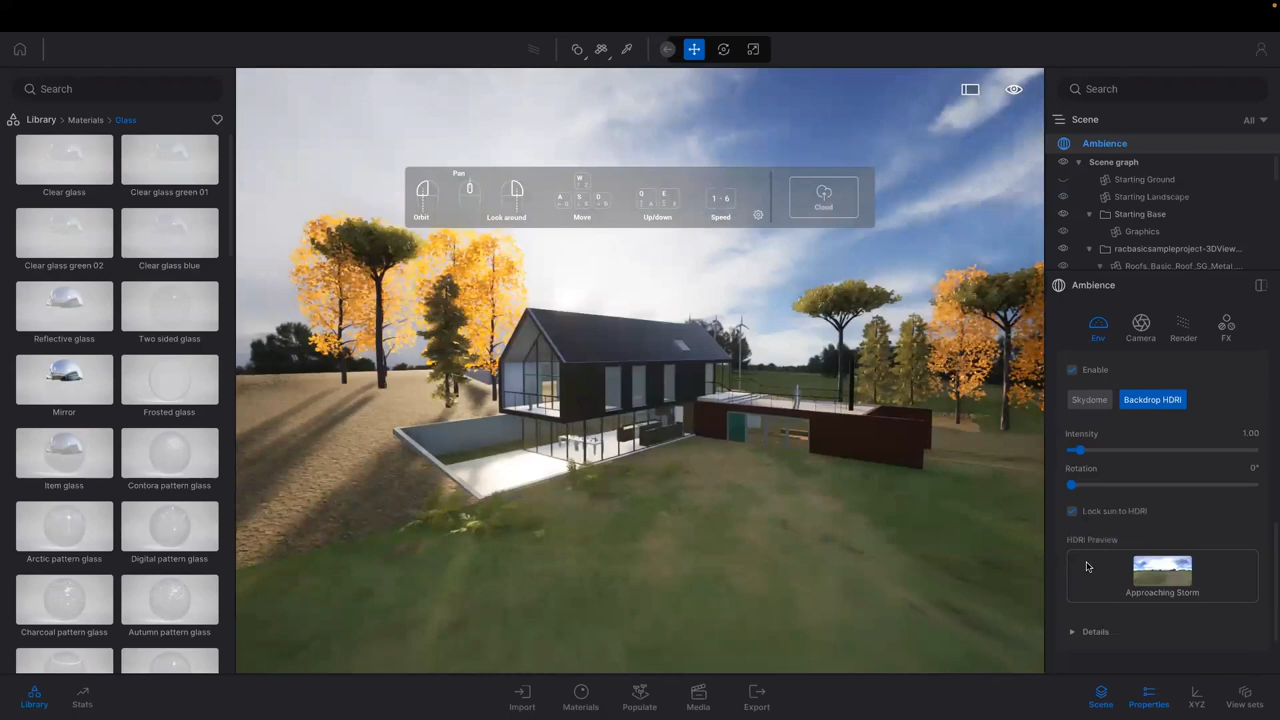 Search
Library > Materials > Glass
Clear glass
Clear glass green 01
Clear glass green 02
Clear glass blue
Reflective glass
Two sided glass
Mirror
Frosted glass
Item glass
Contora pattern glass
Arctic pattern glass
Digital pattern glass
Charcoal pattern glass
Autumn pattern glass
Library
Stats
Pan
Orbit
Look around
W
A S D
Move
Q E
Up/down
1 - 6
Speed
Cloud
Import
Materials
Populate
Media
Export
Search
Scene
All
Ambience
Scene graph
Starting Ground
Starting Landscape
Starting Base
Graphics
racbasicsampleproject-3DView...
Roofs_Basic_Roof_SG_Metal_...
Ambience
Env
Camera
Render
FX
Enable
Skydome
Backdrop HDRI
Intensity
1.00
Rotation
0°
Lock sun to HDRI
HDRI Preview
Approaching Storm
Details
Scene
Properties
XYZ
View sets